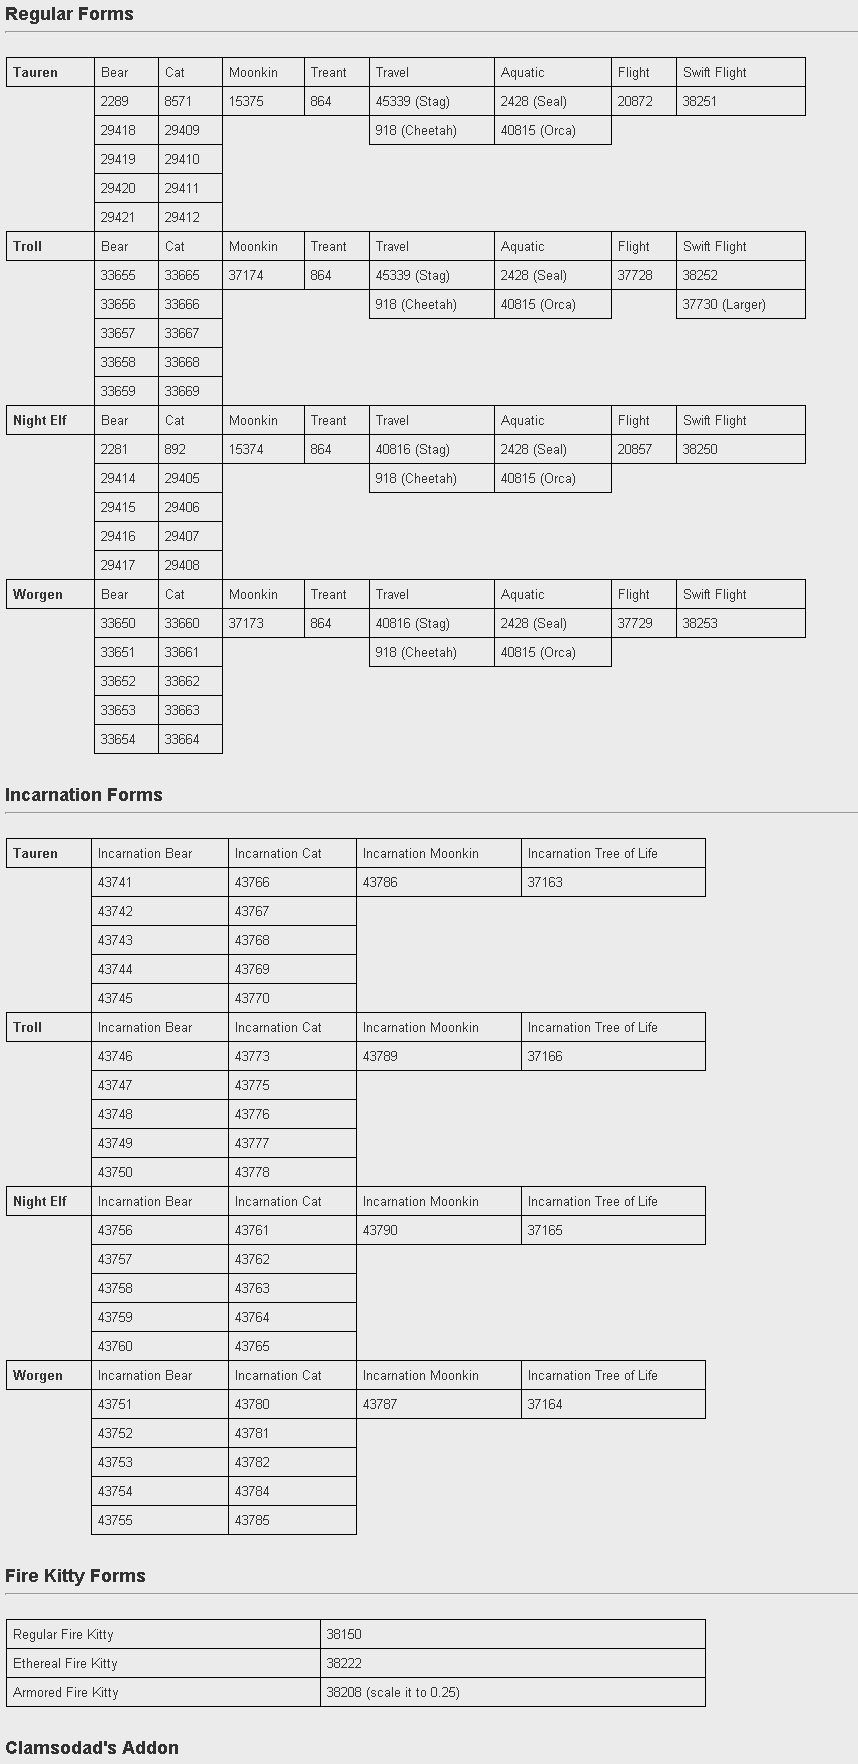 Regular Forms
Tauren Bear Cat Moonkin Treant Travel Aquatic Flight Swift Flight
2289 8571 15375 864 45339 (Stag) 2428 (Seal) 20872 38251
29418 29409 918 (Cheetah) 40815 (Orca)
29419 29410
29420 29411
29421 29412
Troll Bear Cat Moonkin Treant Travel Aquatic Flight Swift Flight
33655 33665 37174 864 45339 (Stag) 2428 (Seal) 37728 38252
33656 33666 918 (Cheetah) 40815 (Orca) 37730 (Larger)
33657 33667
33658 33668
33659 33669
Night Elf Bear Cat Moonkin Treant Travel Aquatic Flight Swift Flight
2281 892 15374 864 40816 (Stag) 2428 (Seal) 20857 38250
29414 29405 918 (Cheetah) 40815 (Orca)
29415 29406
29416 29407
29417 29408
Worgen Bear Cat Moonkin Treant Travel Aquatic Flight Swift Flight
33650 33660 37173 864 40816 (Stag) 2428 (Seal) 37729 38253
33651 33661 918 (Cheetah) 40815 (Orca)
33652 33662
33653 33663
33654 33664
Incarnation Forms
Tauren Incarnation Bear Incarnation Cat Incarnation Moonkin Incarnation Tree of Life
43741 43766 43786 37163
43742 43767
43743 43768
43744 43769
43745 43770
Troll Incarnation Bear Incarnation Cat Incarnation Moonkin Incarnation Tree of Life
43746 43773 43789 37166
43747 43775
43748 43776
43749 43777
43750 43778
Night Elf Incarnation Bear Incarnation Cat Incarnation Moonkin Incarnation Tree of Life
43756 43761 43790 37165
43757 43762
43758 43763
43759 43764
43760 43765
Worgen Incarnation Bear Incarnation Cat Incarnation Moonkin Incarnation Tree of Life
43751 43780 43787 37164
43752 43781
43753 43782
43754 43784
43755 43785
Fire Kitty Forms
Regular Fire Kitty 38150
Ethereal Fire Kitty 38222
Armored Fire Kitty 38208 (scale it to 0.25)
Clamsodad's Addon